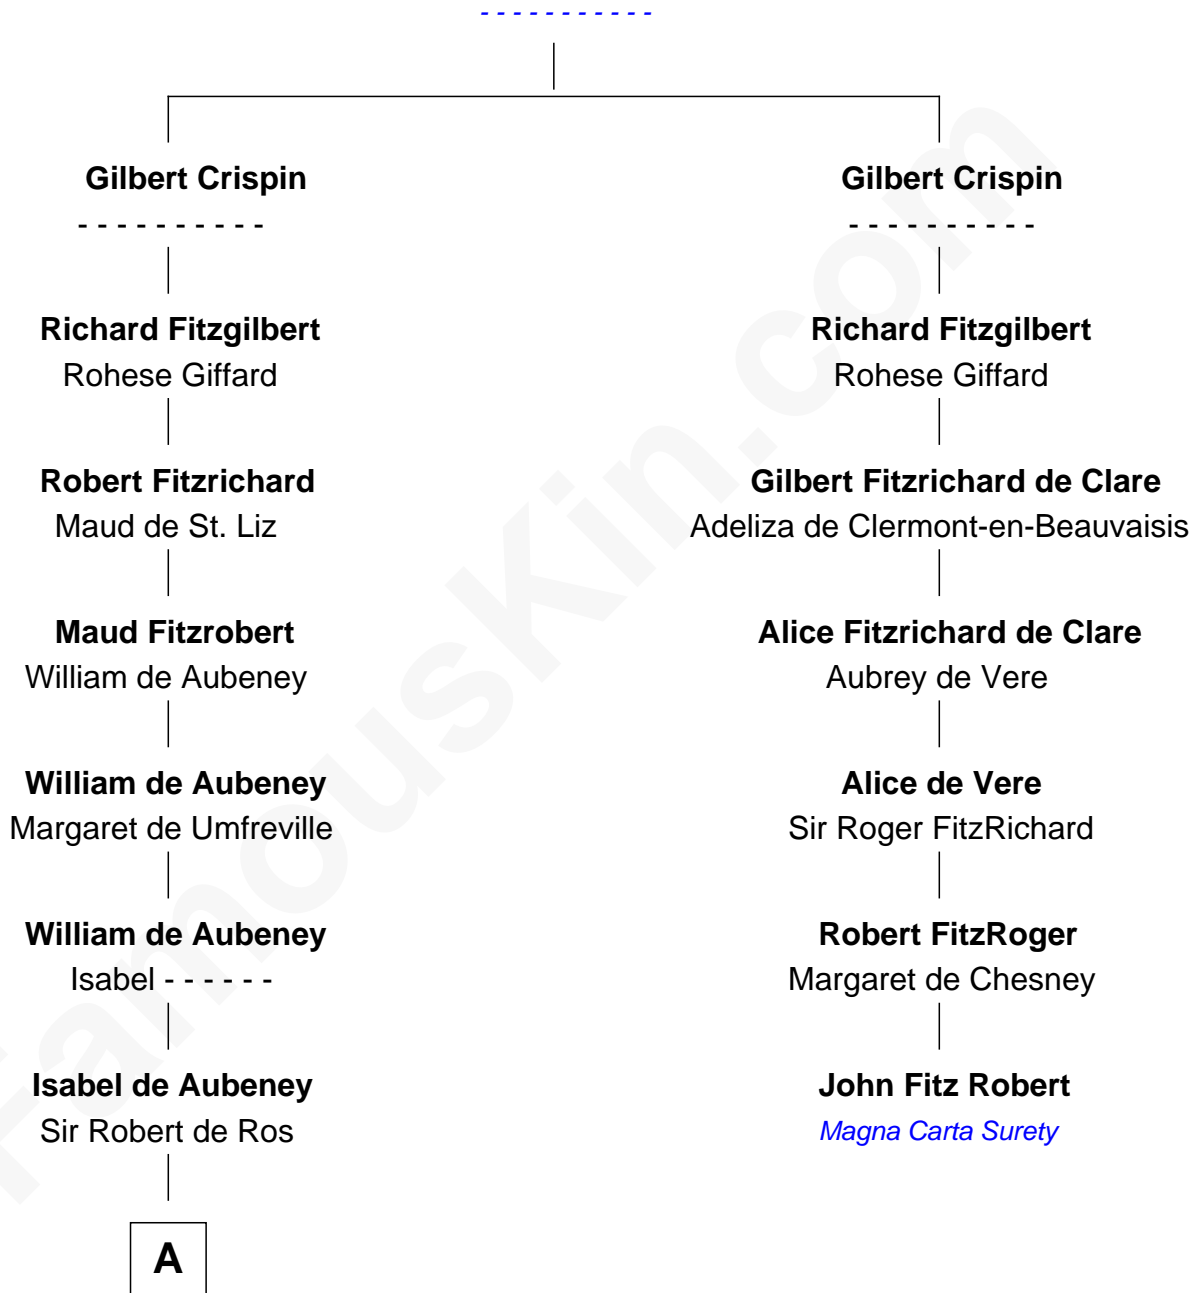 - - - - - - - - - - -
Gilbert Crispin
- - - - - - - - - -
Richard Fitzgilbert
Rohese Giffard
Robert Fitzrichard
Maud de St. Liz
Maud Fitzrobert
William de Aubeney
William de Aubeney
Margaret de Umfreville
William de Aubeney
Isabel - - - - - -
Isabel de Aubeney
Sir Robert de Ros
A
Gilbert Crispin
- - - - - - - - - -
Richard Fitzgilbert
Rohese Giffard
Gilbert Fitzrichard de Clare
Adeliza de Clermont-en-Beauvaisis
Alice Fitzrichard de Clare
Aubrey de Vere
Alice de Vere
Sir Roger FitzRichard
Robert FitzRoger
Margaret de Chesney
John Fitz Robert
Magna Carta Surety
FamousKin.com